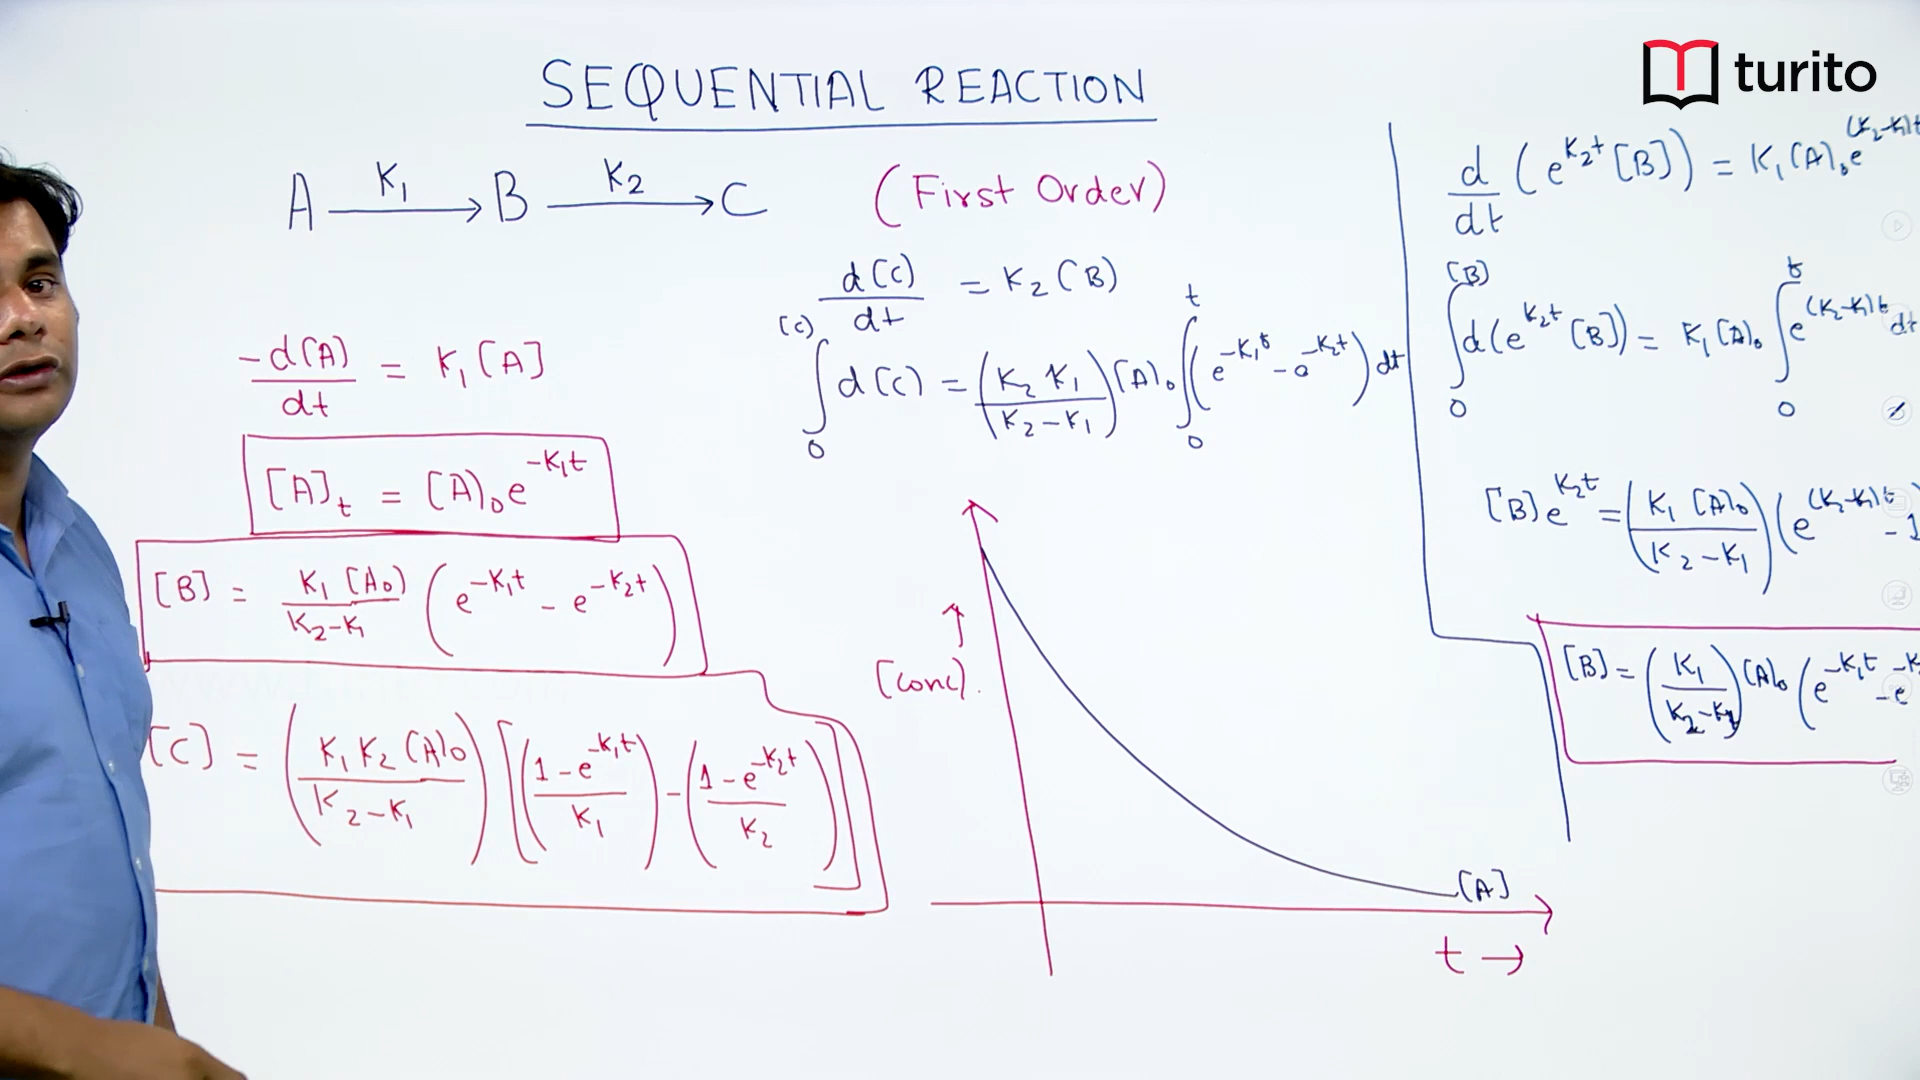 turito
SEQUENTIAL REACTION
A —K₁→ B —K₂→ C (First Order)
-d[A]/dt = K₁[A]
[A]ₜ = [A]₀e^(-K₁t)
[B] = K₁[A₀]/(K₂-K₁) (e^(-K₁t) - e^(-K₂t))
[C] = (K₁K₂[A]₀/(K₂-K₁)) [((1-e^(-K₁t))/K₁) - ((1-e^(-K₂t))/K₂)]
d[C]/dt = K₂[B]
∫₀^[C] d[C] = (K₂K₁/(K₂-K₁)) [A]₀ ∫₀^t (e^(-K₁t) - e^(-K₂t)) dt
[Conc].
[A]
t →
d/dt (e^(K₂t)[B]) = K₁[A]₀e^(K₂-K₁)t
∫₀^[B] d(e^(K₂t)[B]) = K₁[A]₀ ∫₀^t e^(K₂-K₁)t dt
[B]e^(K₂t) = (K₁[A]₀/(K₂-K₁)) (e^(K₂-K₁)t - 1
[B] = (K₁/(K₂-K₁)) [A]₀ (e^(-K₁t) - e^(-K